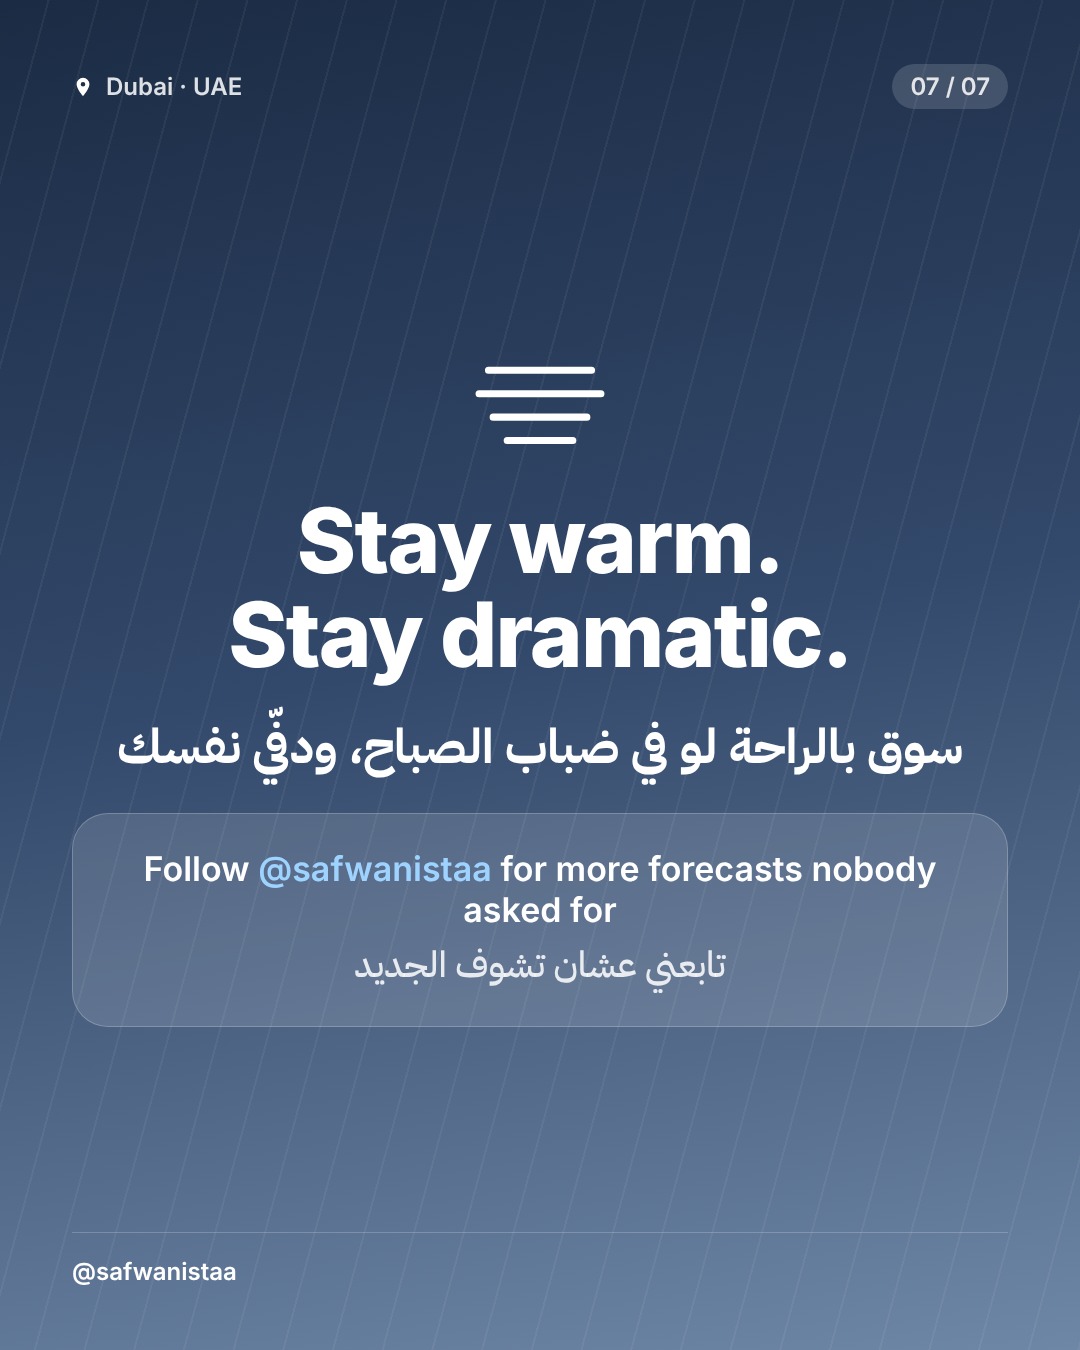 Dubai · UAE
07 / 07
Stay warm.
Stay dramatic.
سوق بالراحة لو في ضباب الصباح، ودفّي نفسك
Follow @safwanistaa for more forecasts nobody
asked for
تابعني عشان تشوف الجديد
@safwanistaa